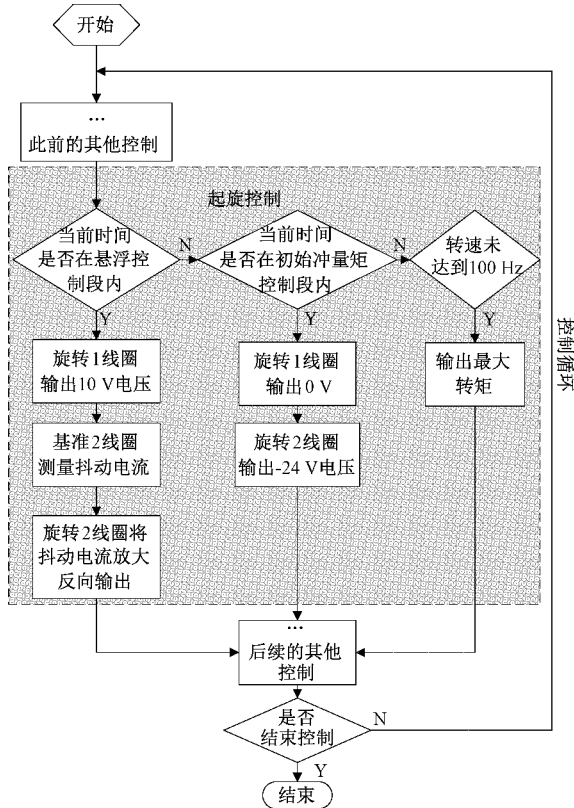 开始
…
此前的其他控制
起旋控制
当前时间
是否在悬浮控
制段内
N
当前时间
是否在初始冲量矩
控制段内
N
转速未
达到100 Hz
Y
Y
Y
旋转1线圈
输出10 V电压
旋转1线圈
输出0 V
输出最大
转矩
控制循环
基准2线圈
测量抖动电流
旋转2线圈
输出-24 V电压
旋转2线圈将
抖动电流放大
反向输出
…
后续的其他
控制
是否
结束控制
N
Y
结束